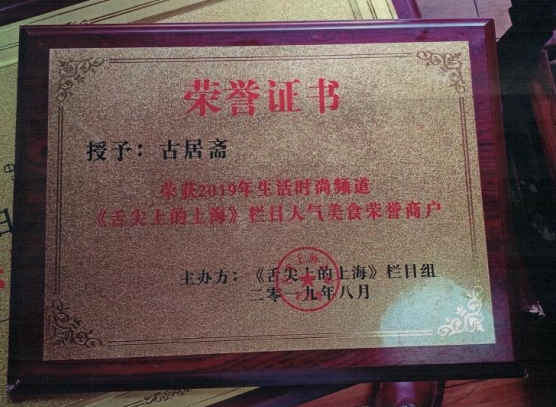 荣誉证书
授予：古居斋
荣获2019年生活时尚频道
《舌尖上的上海》栏目人气美食荣誉商户
主办方：《舌尖上的上海》栏目组
二零一九年八月